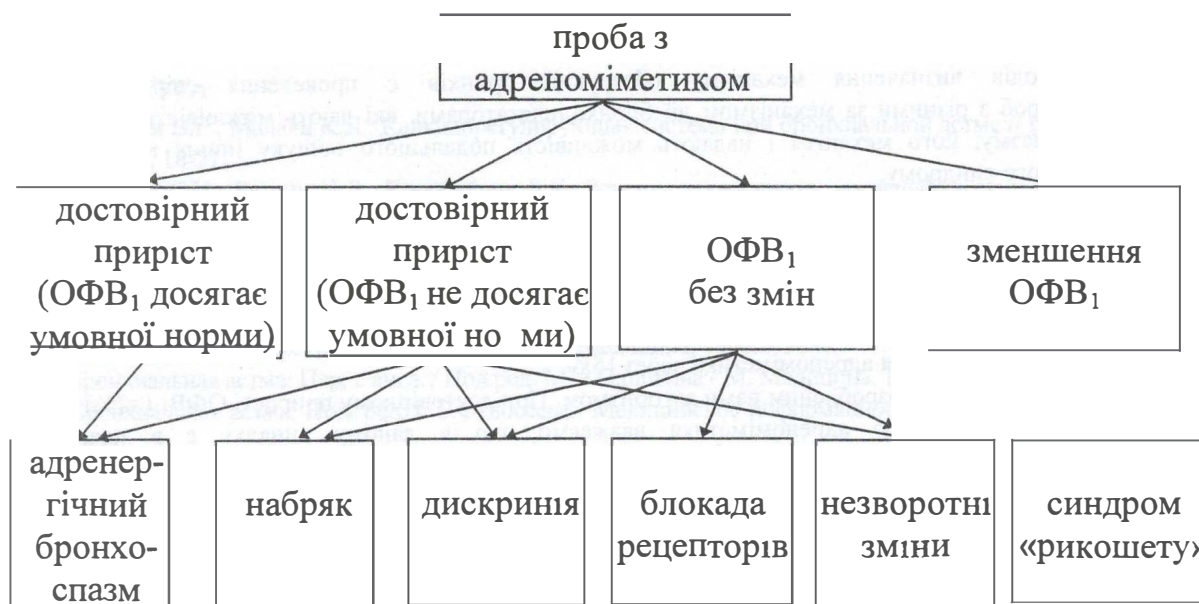 проба з
адреноміметиком
достовірний
приріст
(ОФВ₁ досягає
умовної норми)
достовірний
приріст
(ОФВ₁ не досягає
умовної но ми)
ОФВ₁
без змін
зменшення
ОФВ₁
адренер-
гічний
бронхо-
спазм
набряк
дискринія
блокада
рецепторів
незворотні
зміни
синдром
«рикошету»